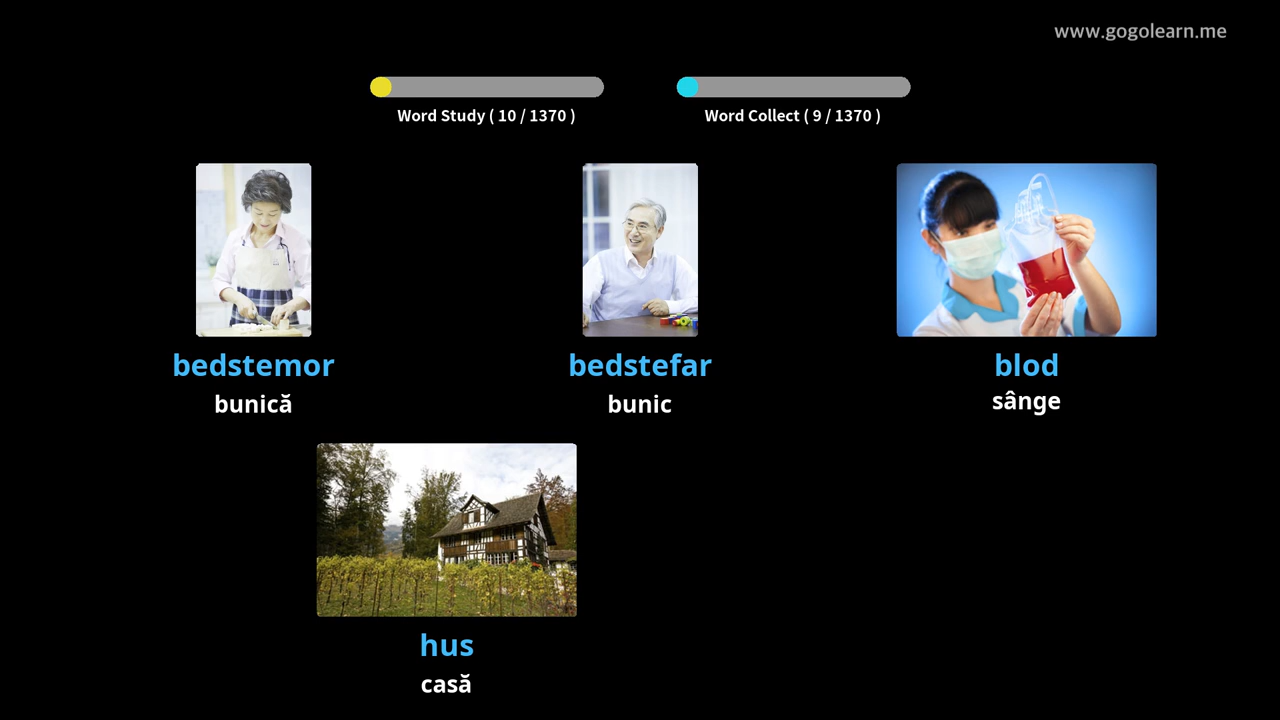 www.gogolearn.me
Word Study ( 10 / 1370 )
Word Collect ( 9 / 1370 )
bedstemor
bunică
bedstefar
bunic
blod
sânge
hus
casă